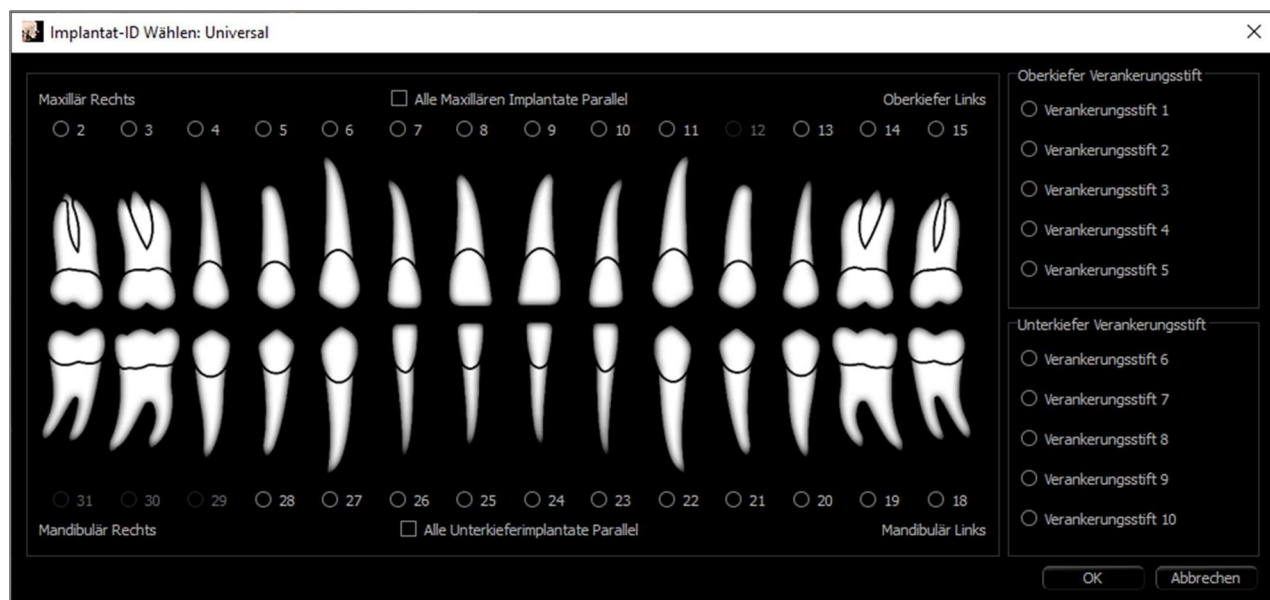 Implantat-ID Wählen: Universal
Maxillär Rechts
Alle Maxillären Implantate Parallel
Oberkiefer Links
2 3 4 5 6 7 8 9 10 11 12 13 14 15
31 30 29 28 27 26 25 24 23 22 21 20 19 18
Mandibulär Rechts
Alle Unterkieferimplantate Parallel
Mandibulär Links
Oberkiefer Verankerungsstift
Verankerungsstift 1
Verankerungsstift 2
Verankerungsstift 3
Verankerungsstift 4
Verankerungsstift 5
Unterkiefer Verankerungsstift
Verankerungsstift 6
Verankerungsstift 7
Verankerungsstift 8
Verankerungsstift 9
Verankerungsstift 10
OK
Abbrechen